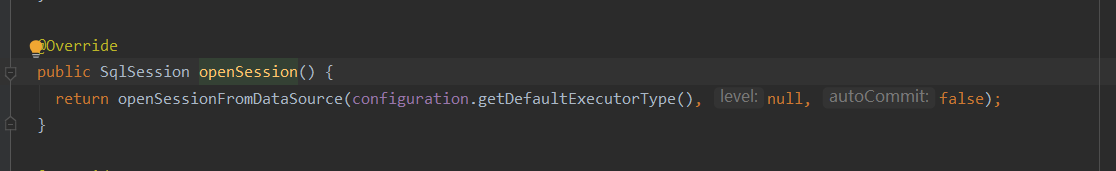 @Override
public SqlSession openSession() {
return openSessionFromDataSource(configuration.getDefaultExecutorType(), level: null, autoCommit: false);
}